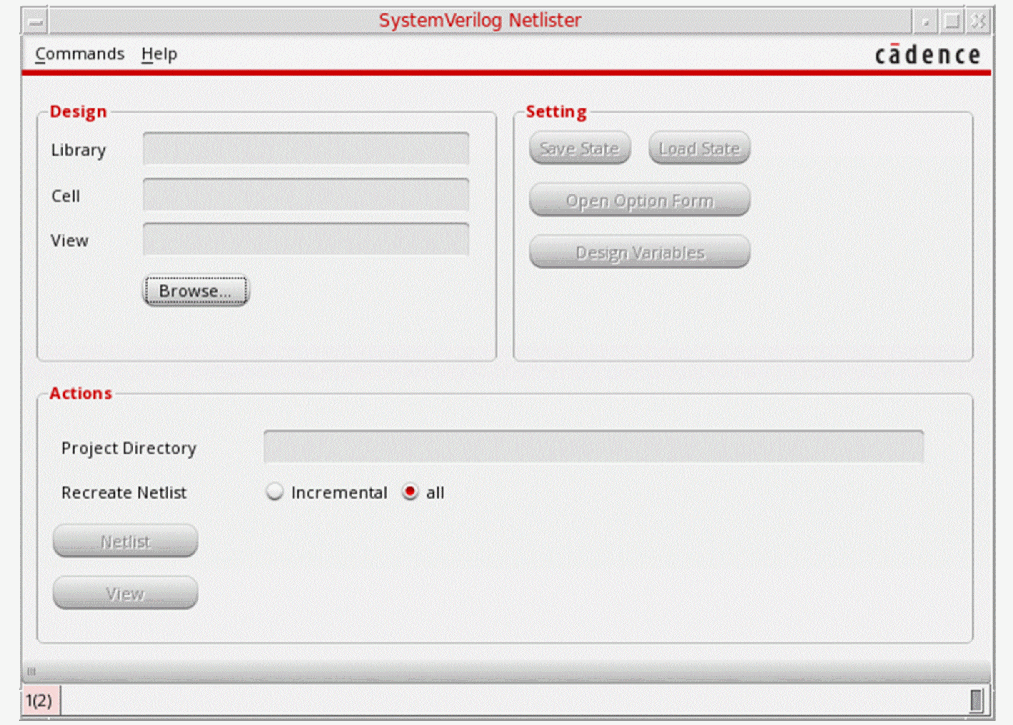 SystemVerilog Netlister
Commands Help
cādence
Design
Library
Cell
View
Browse...
Setting
Save State Load State
Open Option Form
Design Variables
Actions
Project Directory
Recreate Netlist Incremental all
Netlist
View
1(2)